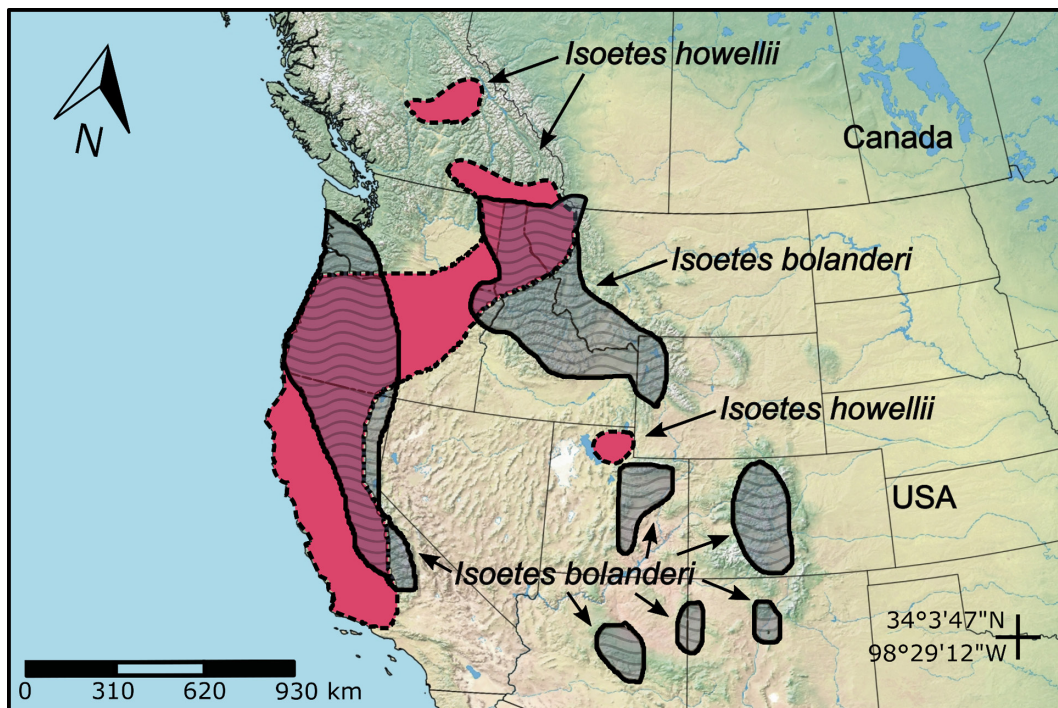 Isoetes howellii
Canada
N
Isoetes bolanderi
Isoetes howellii
USA
Isoetes bolanderi
34°3'47"N
98°29'12"W
0 310 620 930 km